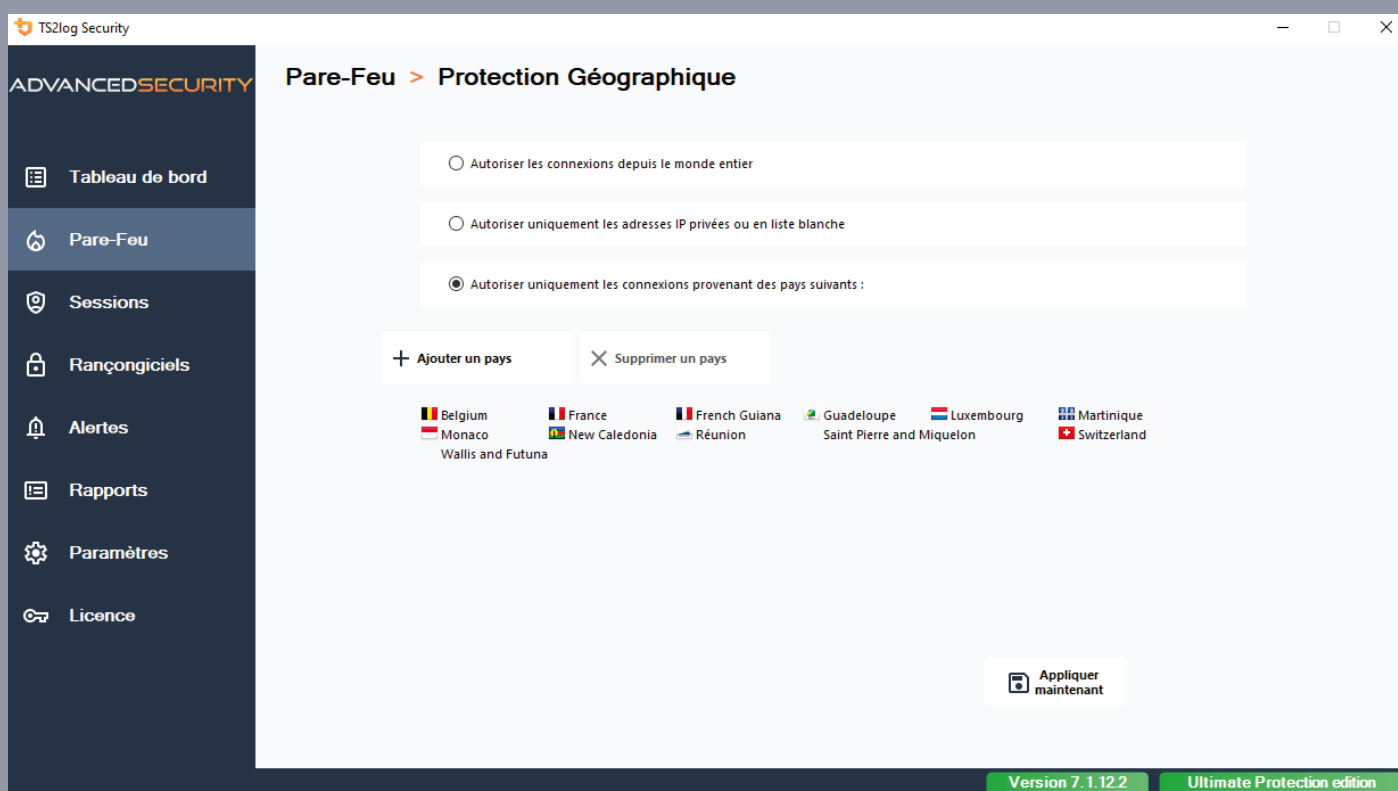 TS2log Security
ADVANCEDSECURITY
Pare-Feu > Protection Géographique
Tableau de bord
Pare-Feu
Sessions
Rançongiciels
Alertes
Rapports
Paramètres
Licence
Autoriser les connexions depuis le monde entier
Autoriser uniquement les adresses IP privées ou en liste blanche
Autoriser uniquement les connexions provenant des pays suivants :
Ajouter un pays
Supprimer un pays
Belgium France French Guiana Guadeloupe Luxembourg Martinique
Monaco New Caledonia Réunion Saint Pierre and Miquelon Switzerland
Wallis and Futuna
Appliquer
maintenant
Version 7.1.12.2
Ultimate Protection edition